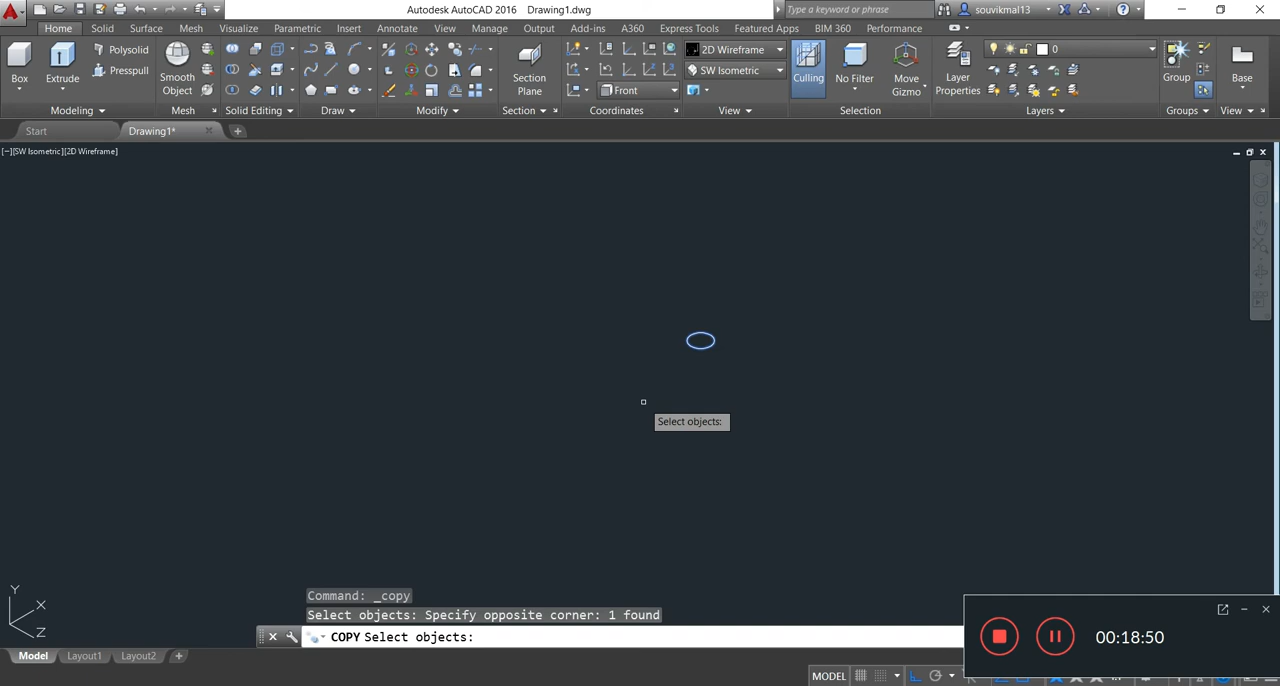 Autodesk AutoCAD 2016 Drawing1.dwg
Type a keyword or phrase
souvikmal13
Home Solid Surface Mesh Visualize Parametric Insert Annotate View Manage Output Add-ins A360 Express Tools Featured Apps BIM 360 Performance
Box
Extrude
Polysolid
Presspull
Smooth
Object
Section
Plane
Front
2D Wireframe
SW Isometric
Culling
No Filter
Move
Gizmo
Layer
Properties
0
Group
Base
Modeling Mesh Solid Editing Draw Modify Section Coordinates View Selection Layers Groups View
Start Drawing1* +
[−][SW Isometric][2D Wireframe]
Select objects:
Y
X
Z
Command: _copy
Select objects: Specify opposite corner: 1 found
COPY Select objects:
00:18:50
Model Layout1 Layout2 +
MODEL